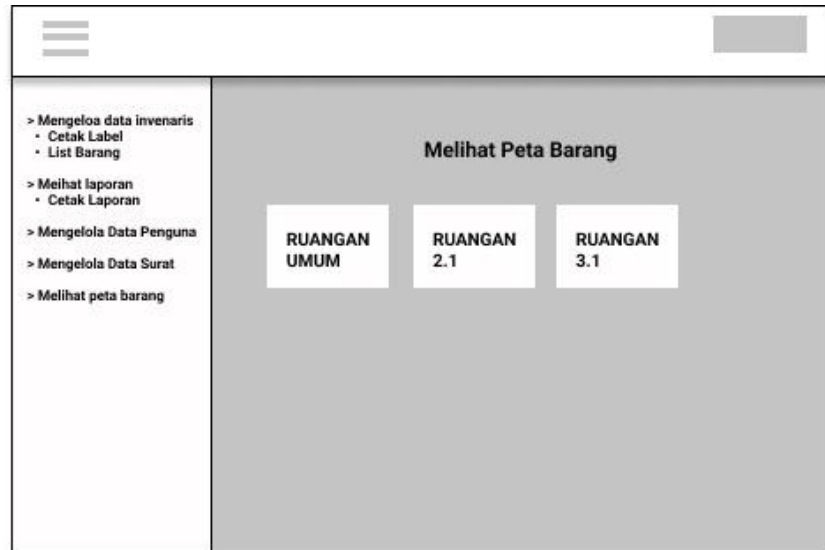 > Mengeloa data invenaris
• Cetak Label
• List Barang
> Meihat laporan
• Cetak Laporan
> Mengelola Data Penguna
> Mengelola Data Surat
> Melihat peta barang
Melihat Peta Barang
RUANGAN
UMUM
RUANGAN
2.1
RUANGAN
3.1